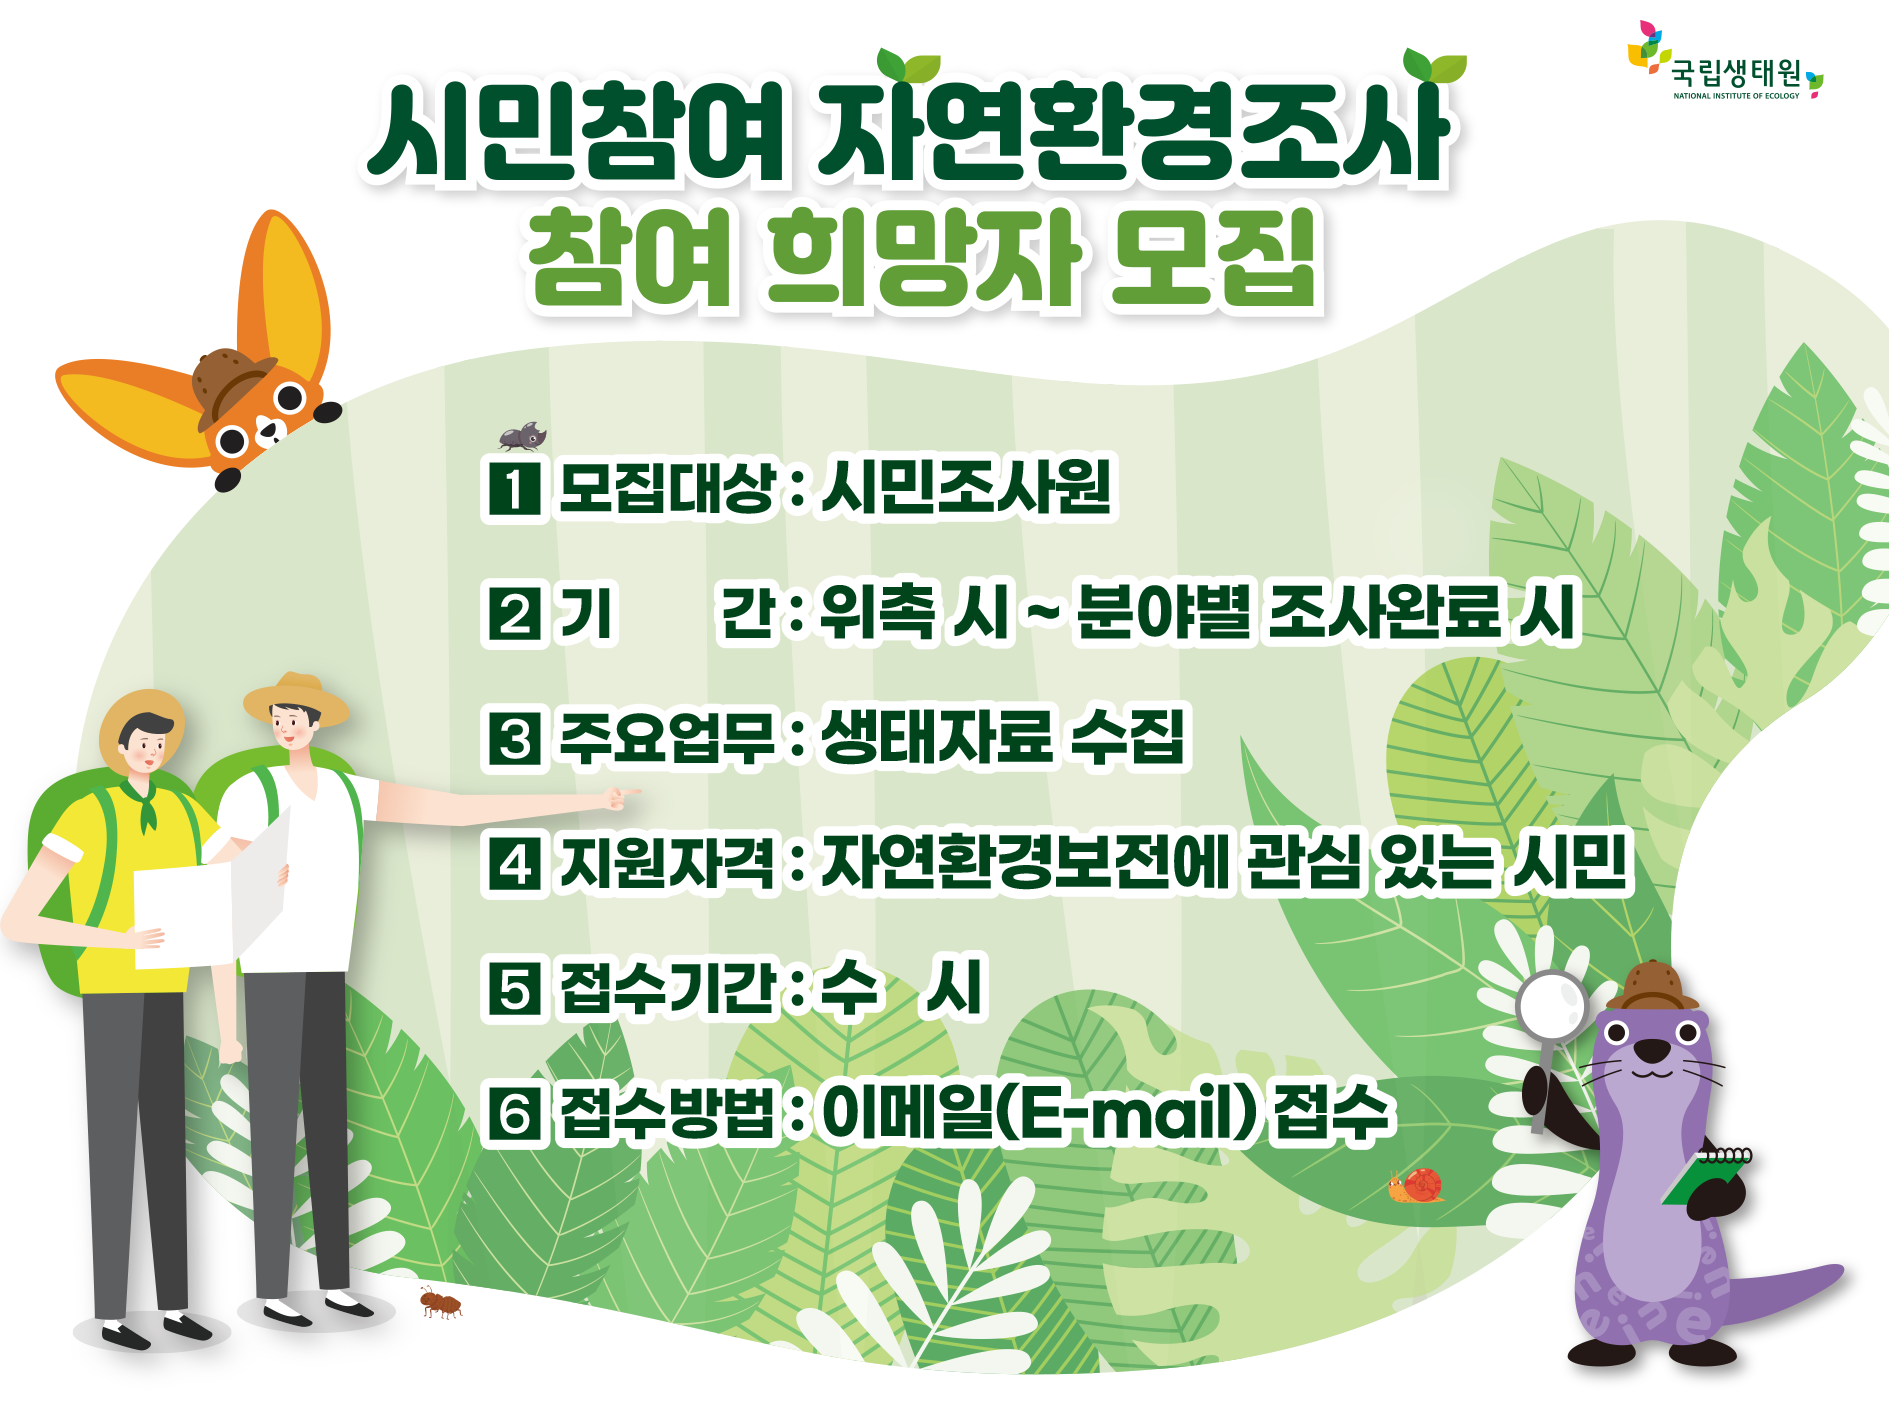 국립생태원
NATIONAL INSTITUTE OF ECOLOGY
시민참여 자연환경조사
참여 희망자 모집
1 모집대상 : 시민조사원
2 기 간 : 위촉 시 ~ 분야별 조사완료 시
3 주요업무 : 생태자료 수집
4 지원자격 : 자연환경보전에 관심 있는 시민
5 접수기간 : 수 시
6 접수방법 : 이메일(E-mail) 접수